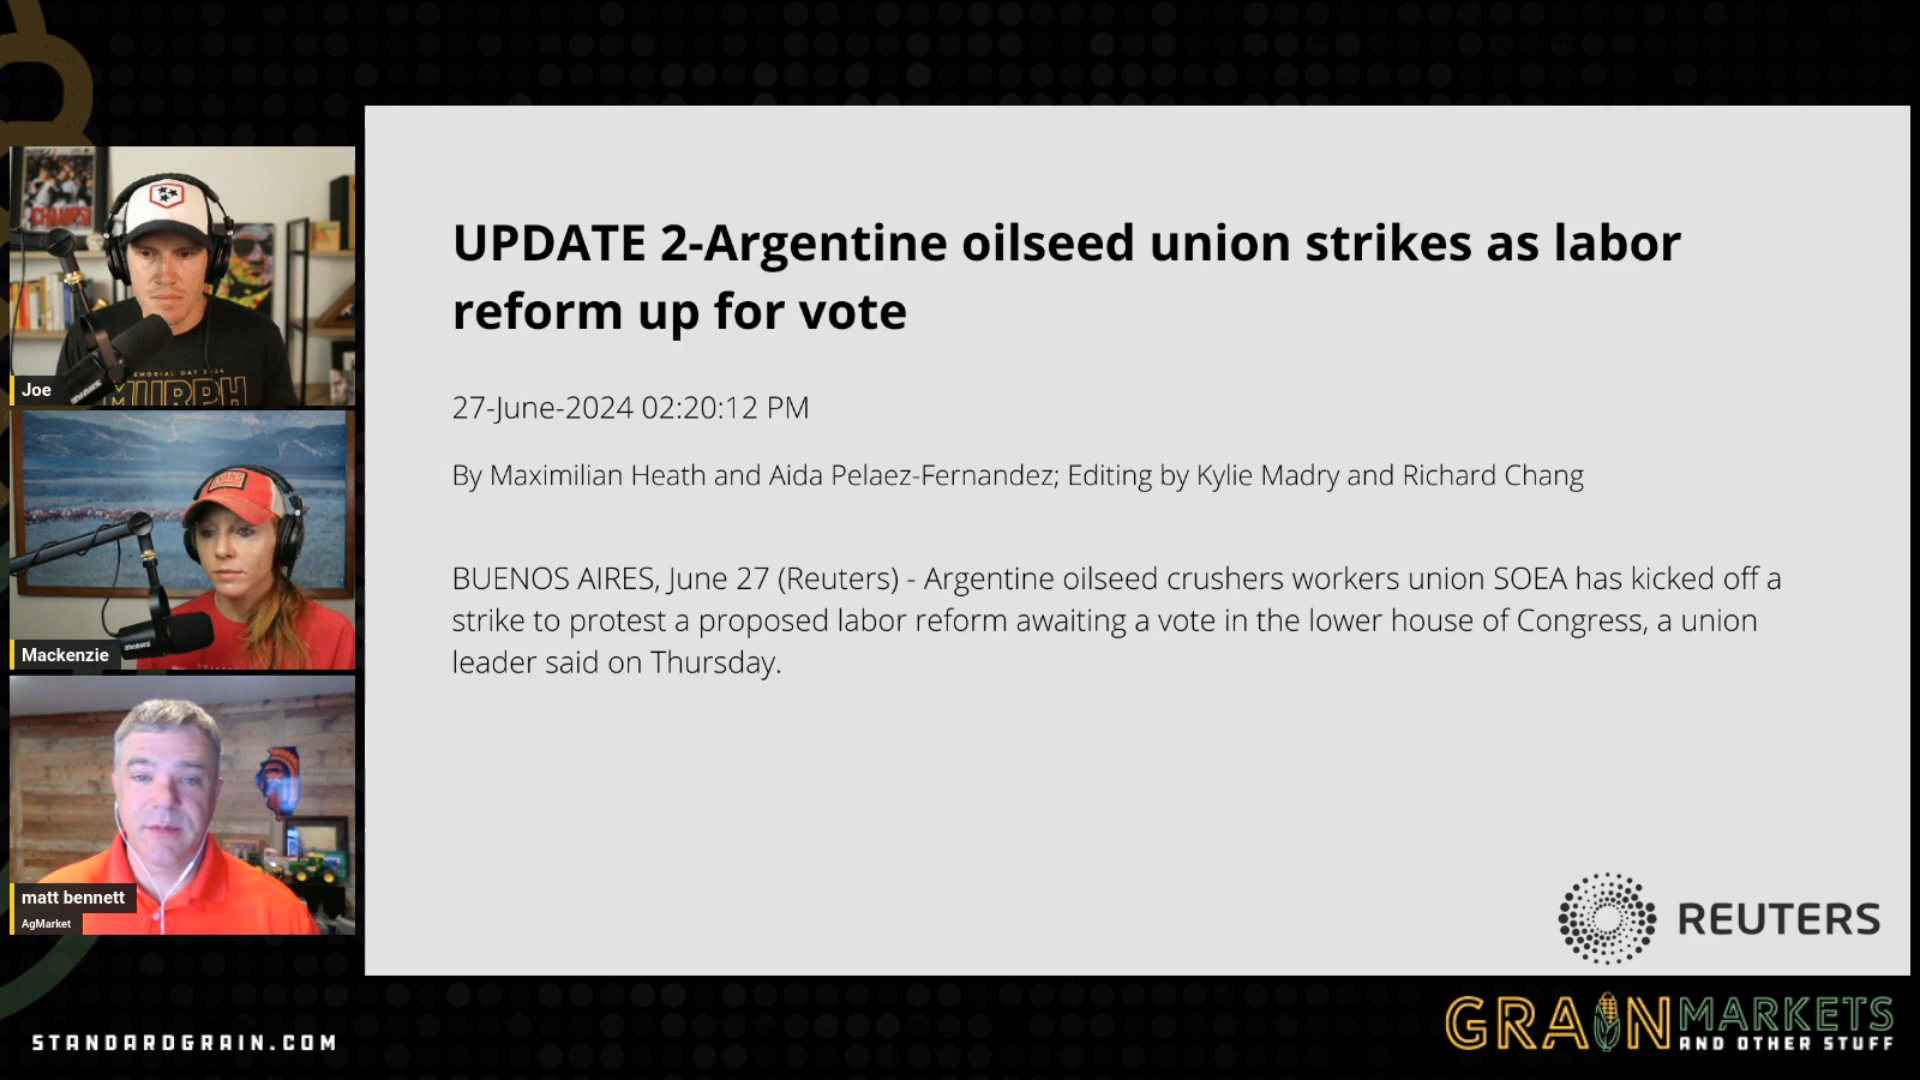 UPDATE 2-Argentine oilseed union strikes as labor
reform up for vote
27-June-2024 02:20:12 PM
By Maximilian Heath and Aida Pelaez-Fernandez; Editing by Kylie Madry and Richard Chang
BUENOS AIRES, June 27 (Reuters) - Argentine oilseed crushers workers union SOEA has kicked off a
strike to protest a proposed labor reform awaiting a vote in the lower house of Congress, a union
leader said on Thursday.
REUTERS
CHAMPS!
MURPH
Joe
Mackenzie
matt bennett
AgMarket
STANDARDGRAIN.COM
GRAIN MARKETS
AND OTHER STUFF